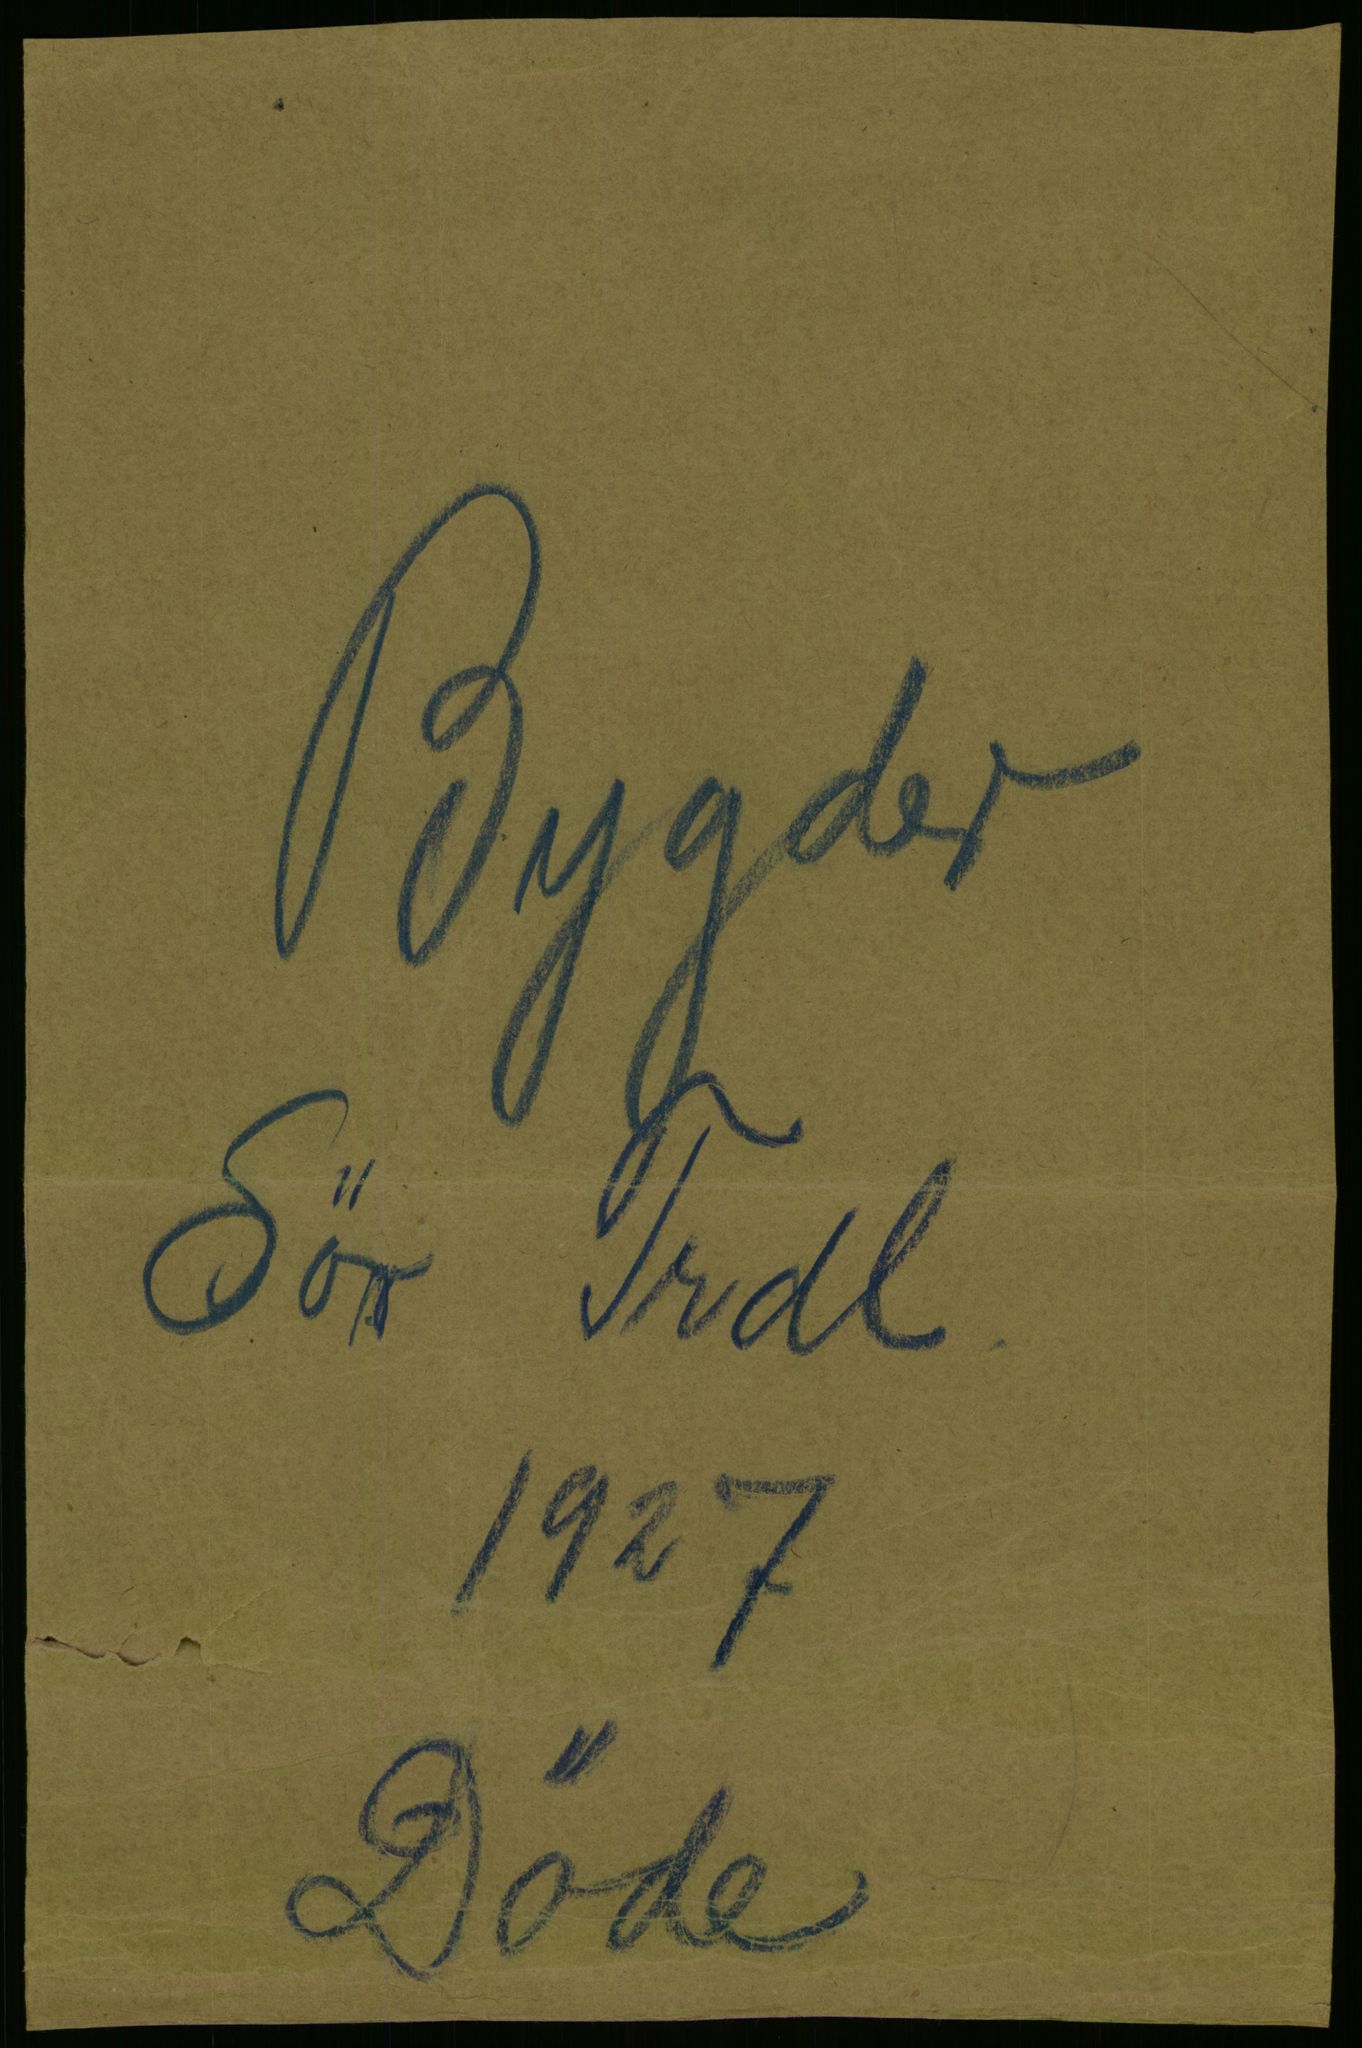 Bygder
Sör Trdl.
1927
Döde